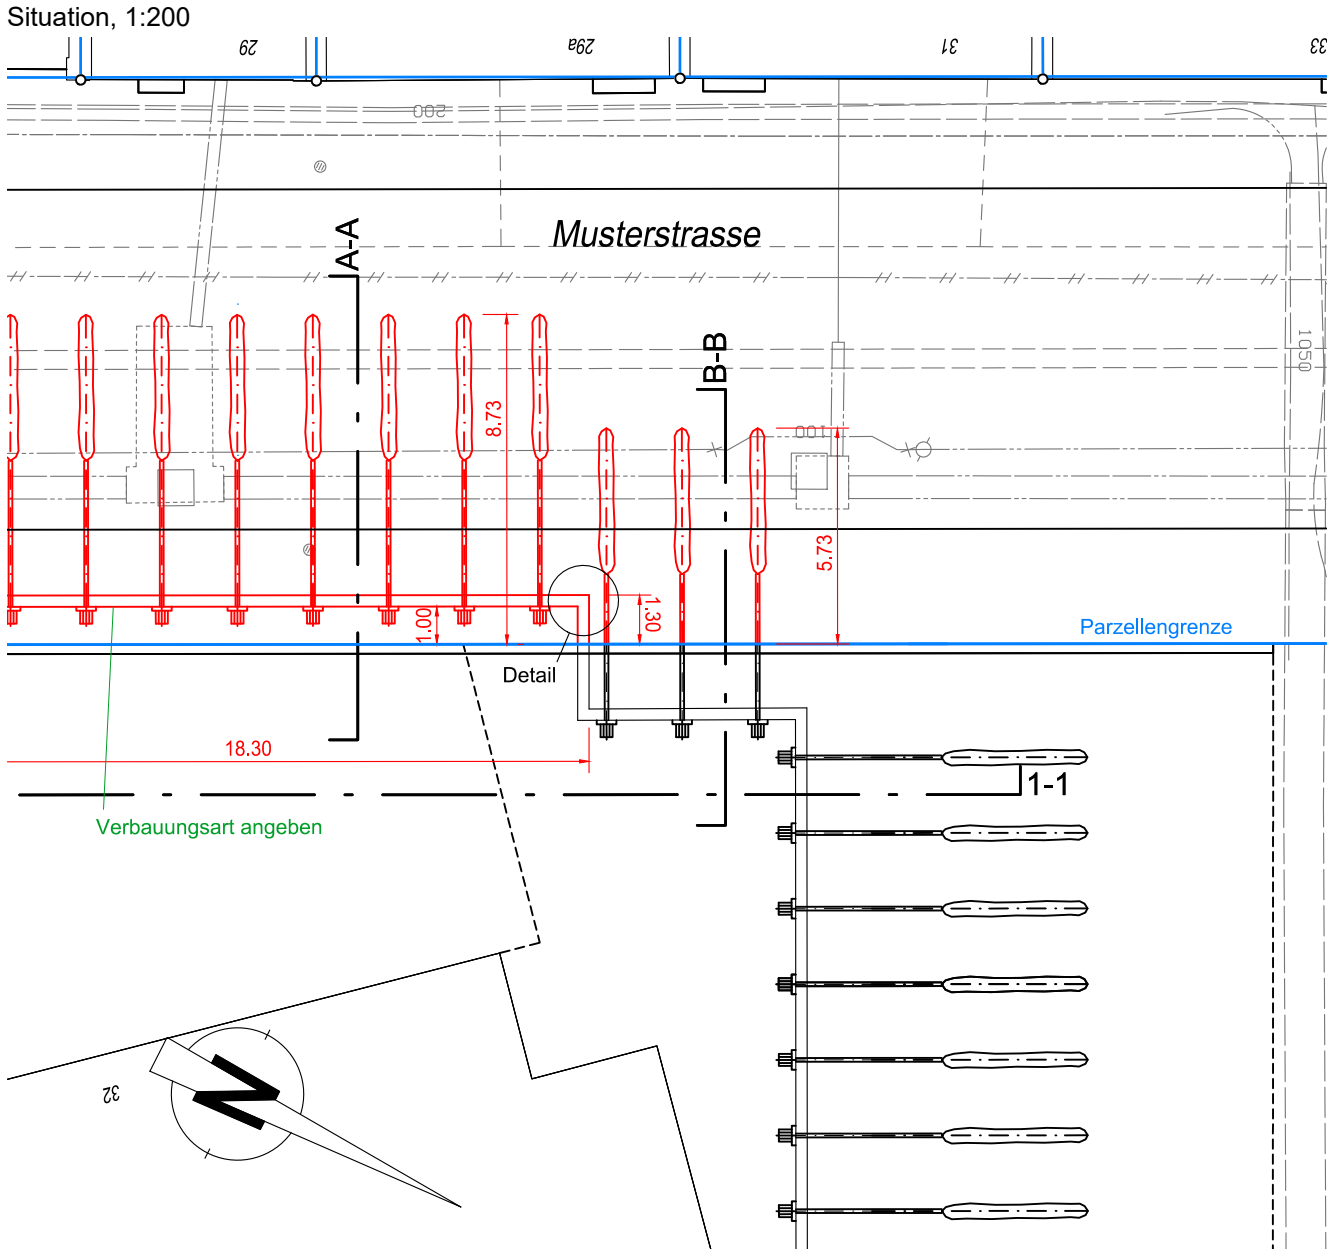 Situation, 1:200
29
29a
31
33
200
Musterstrasse
A-A
B-B
1050
8.73
100
5.73
1.00
1.30
Parzellengrenze
Detail
18.30
1-1
Verbauungsart angeben
32
N